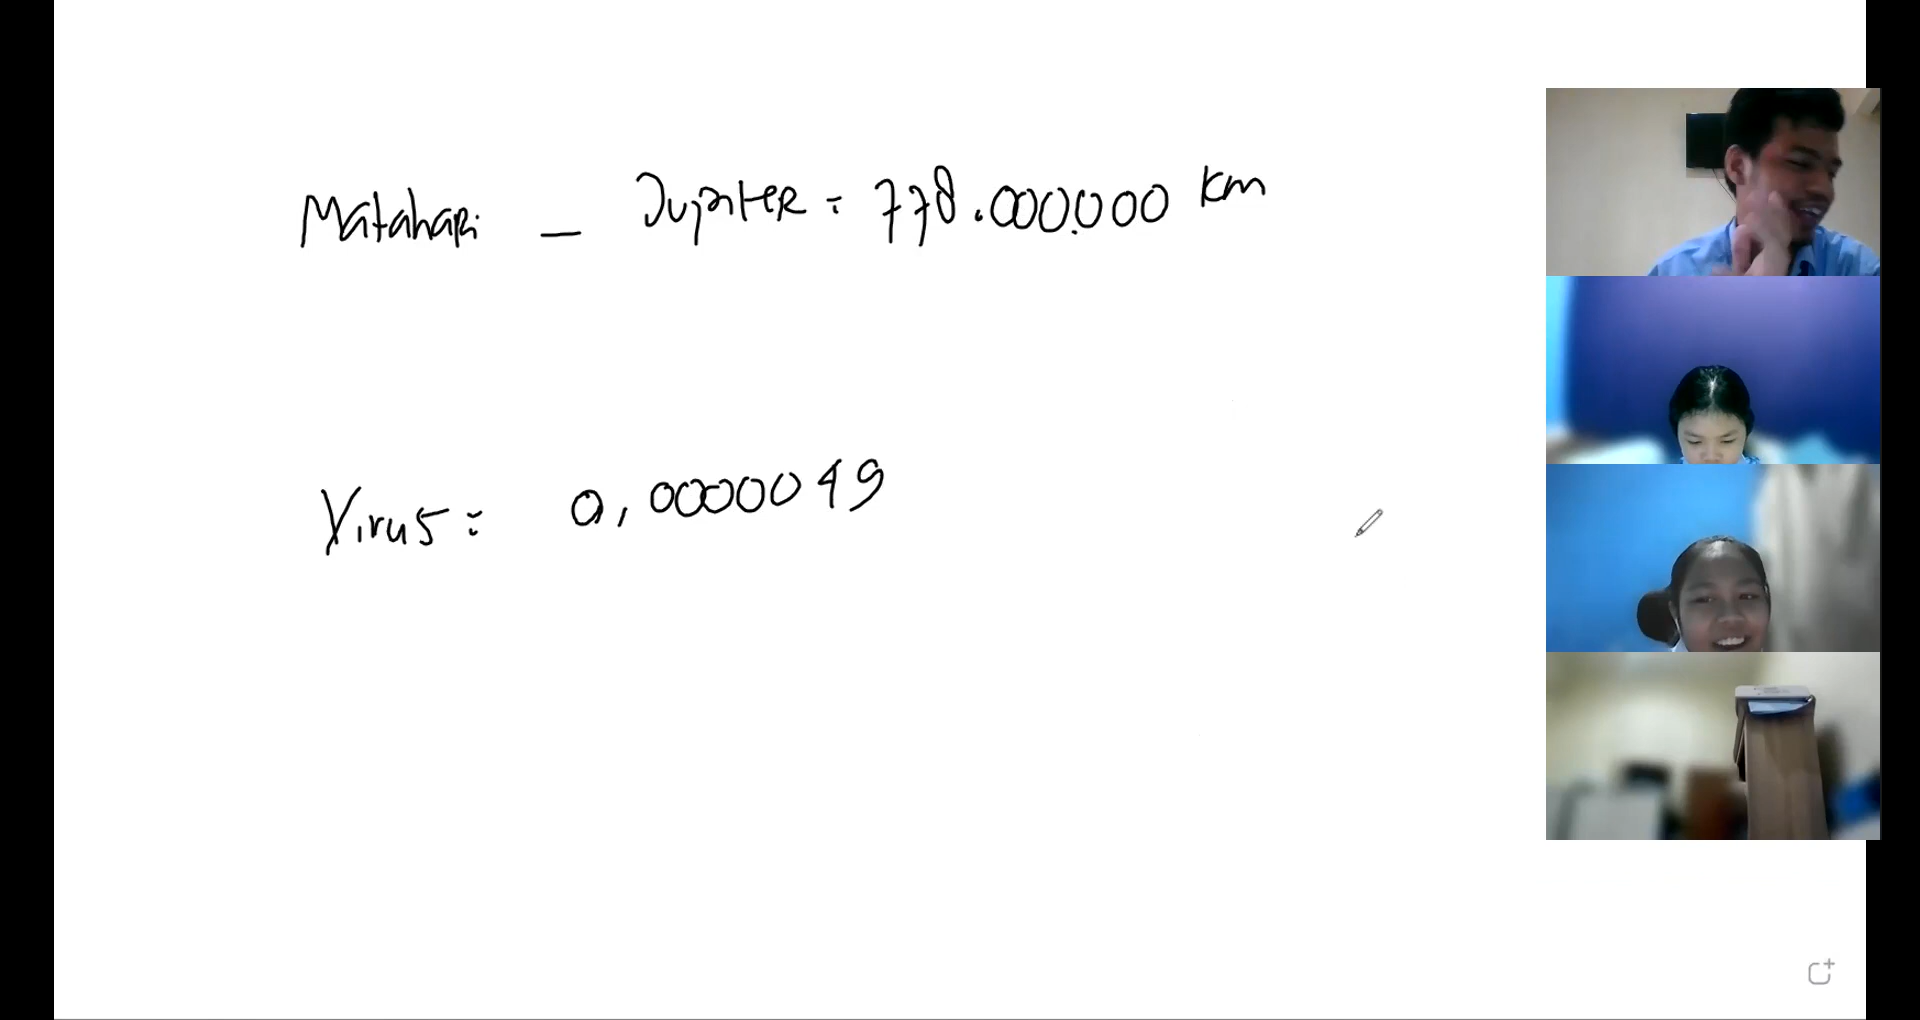 Matahari - Jupiter = 778.000.000 km
Virus = 0,0000049